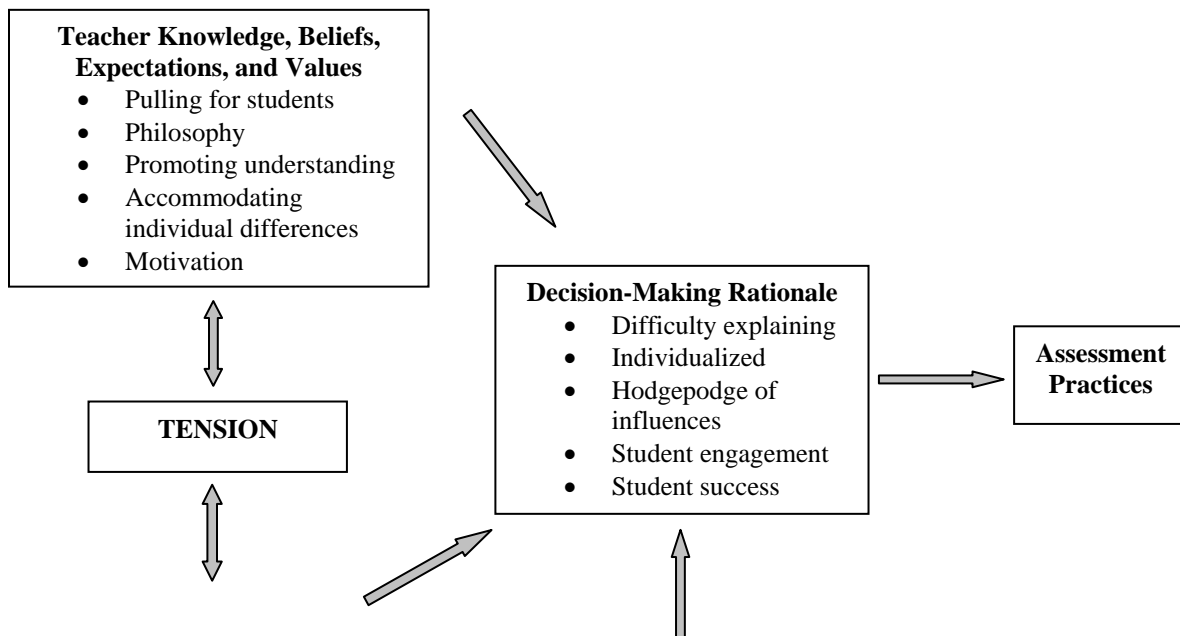 Teacher Knowledge, Beliefs,
Expectations, and Values
• Pulling for students
• Philosophy
• Promoting understanding
• Accommodating
individual differences
• Motivation
TENSION
Decision-Making Rationale
• Difficulty explaining
• Individualized
• Hodgepodge of
influences
• Student engagement
• Student success
Assessment
Practices